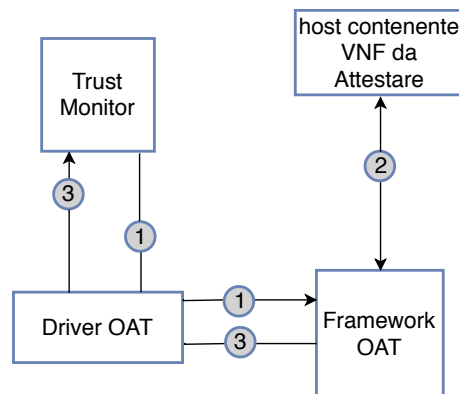 host contenente
VNF da
Attestare
Trust
Monitor
2
3
1
1
Driver OAT
Framework
OAT
3